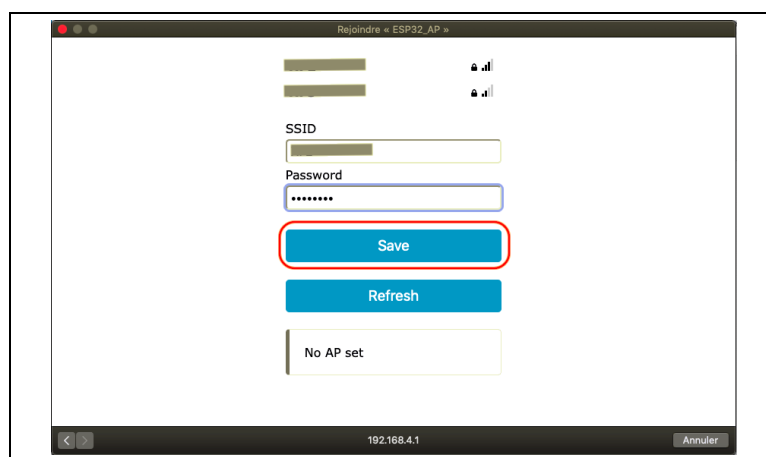 Rejoindre « ESP32_AP »
SSID
Password
••••••••
Save
Refresh
No AP set
192.168.4.1
Annuler